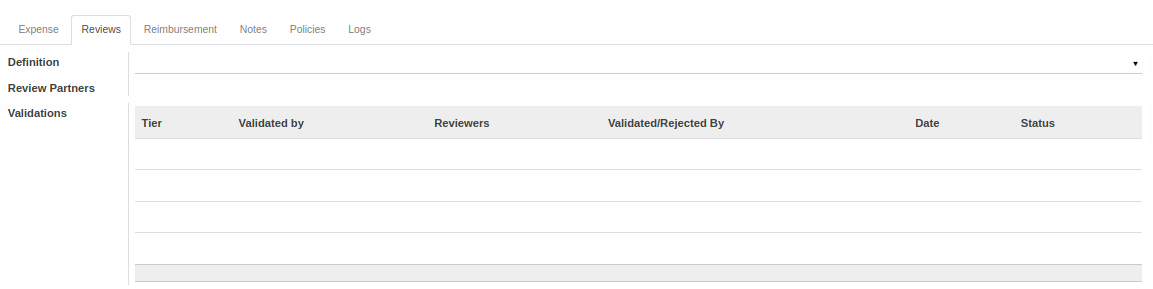 Expense Reviews Reimbursement Notes Policies Logs
Definition
Review Partners
Validations
Tier Validated by Reviewers Validated/Rejected By Date Status